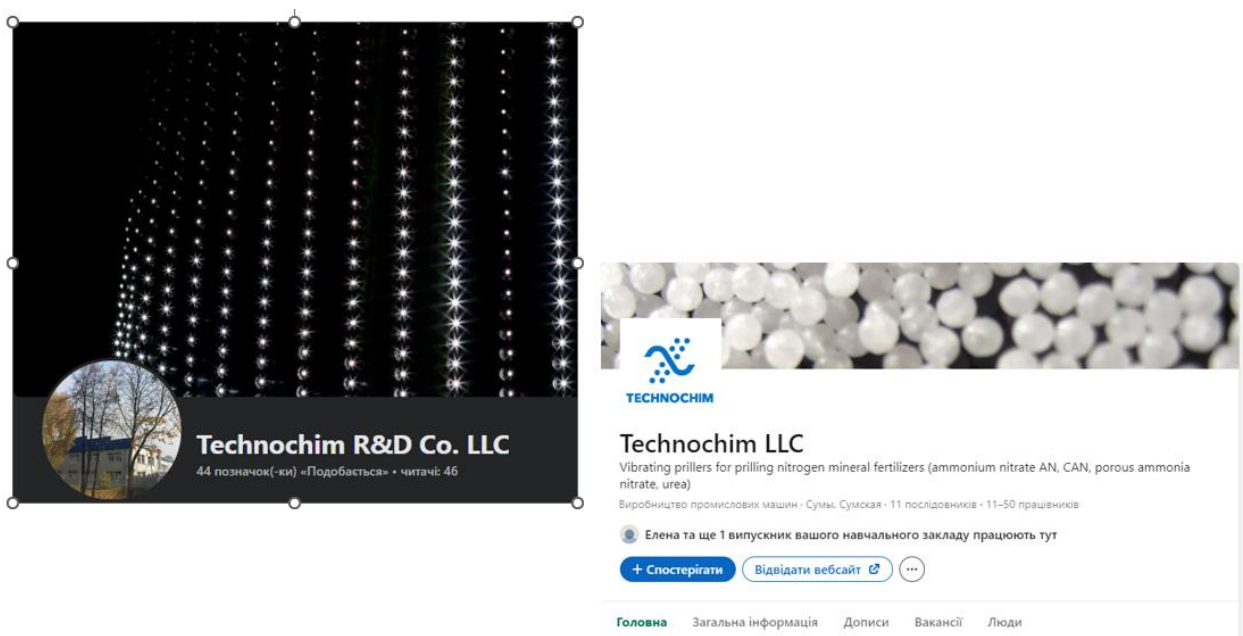 Technochim R&D Co. LLC
44 позначок(-ки) «Подобається» • читачі: 46
TECHNOCHIM
Technochim LLC
Vibrating prillers for prilling nitrogen mineral fertilizers (ammonium nitrate AN, CAN, porous ammonia
nitrate, urea)
Виробництво промислових машин · Сумы, Сумская · 11 послідовників · 11–50 працівників
Елена та ще 1 випускник вашого навчального закладу працюють тут
+ Спостерігати
Відвідати вебсайт
Головна Загальна інформація Дописи Вакансії Люди